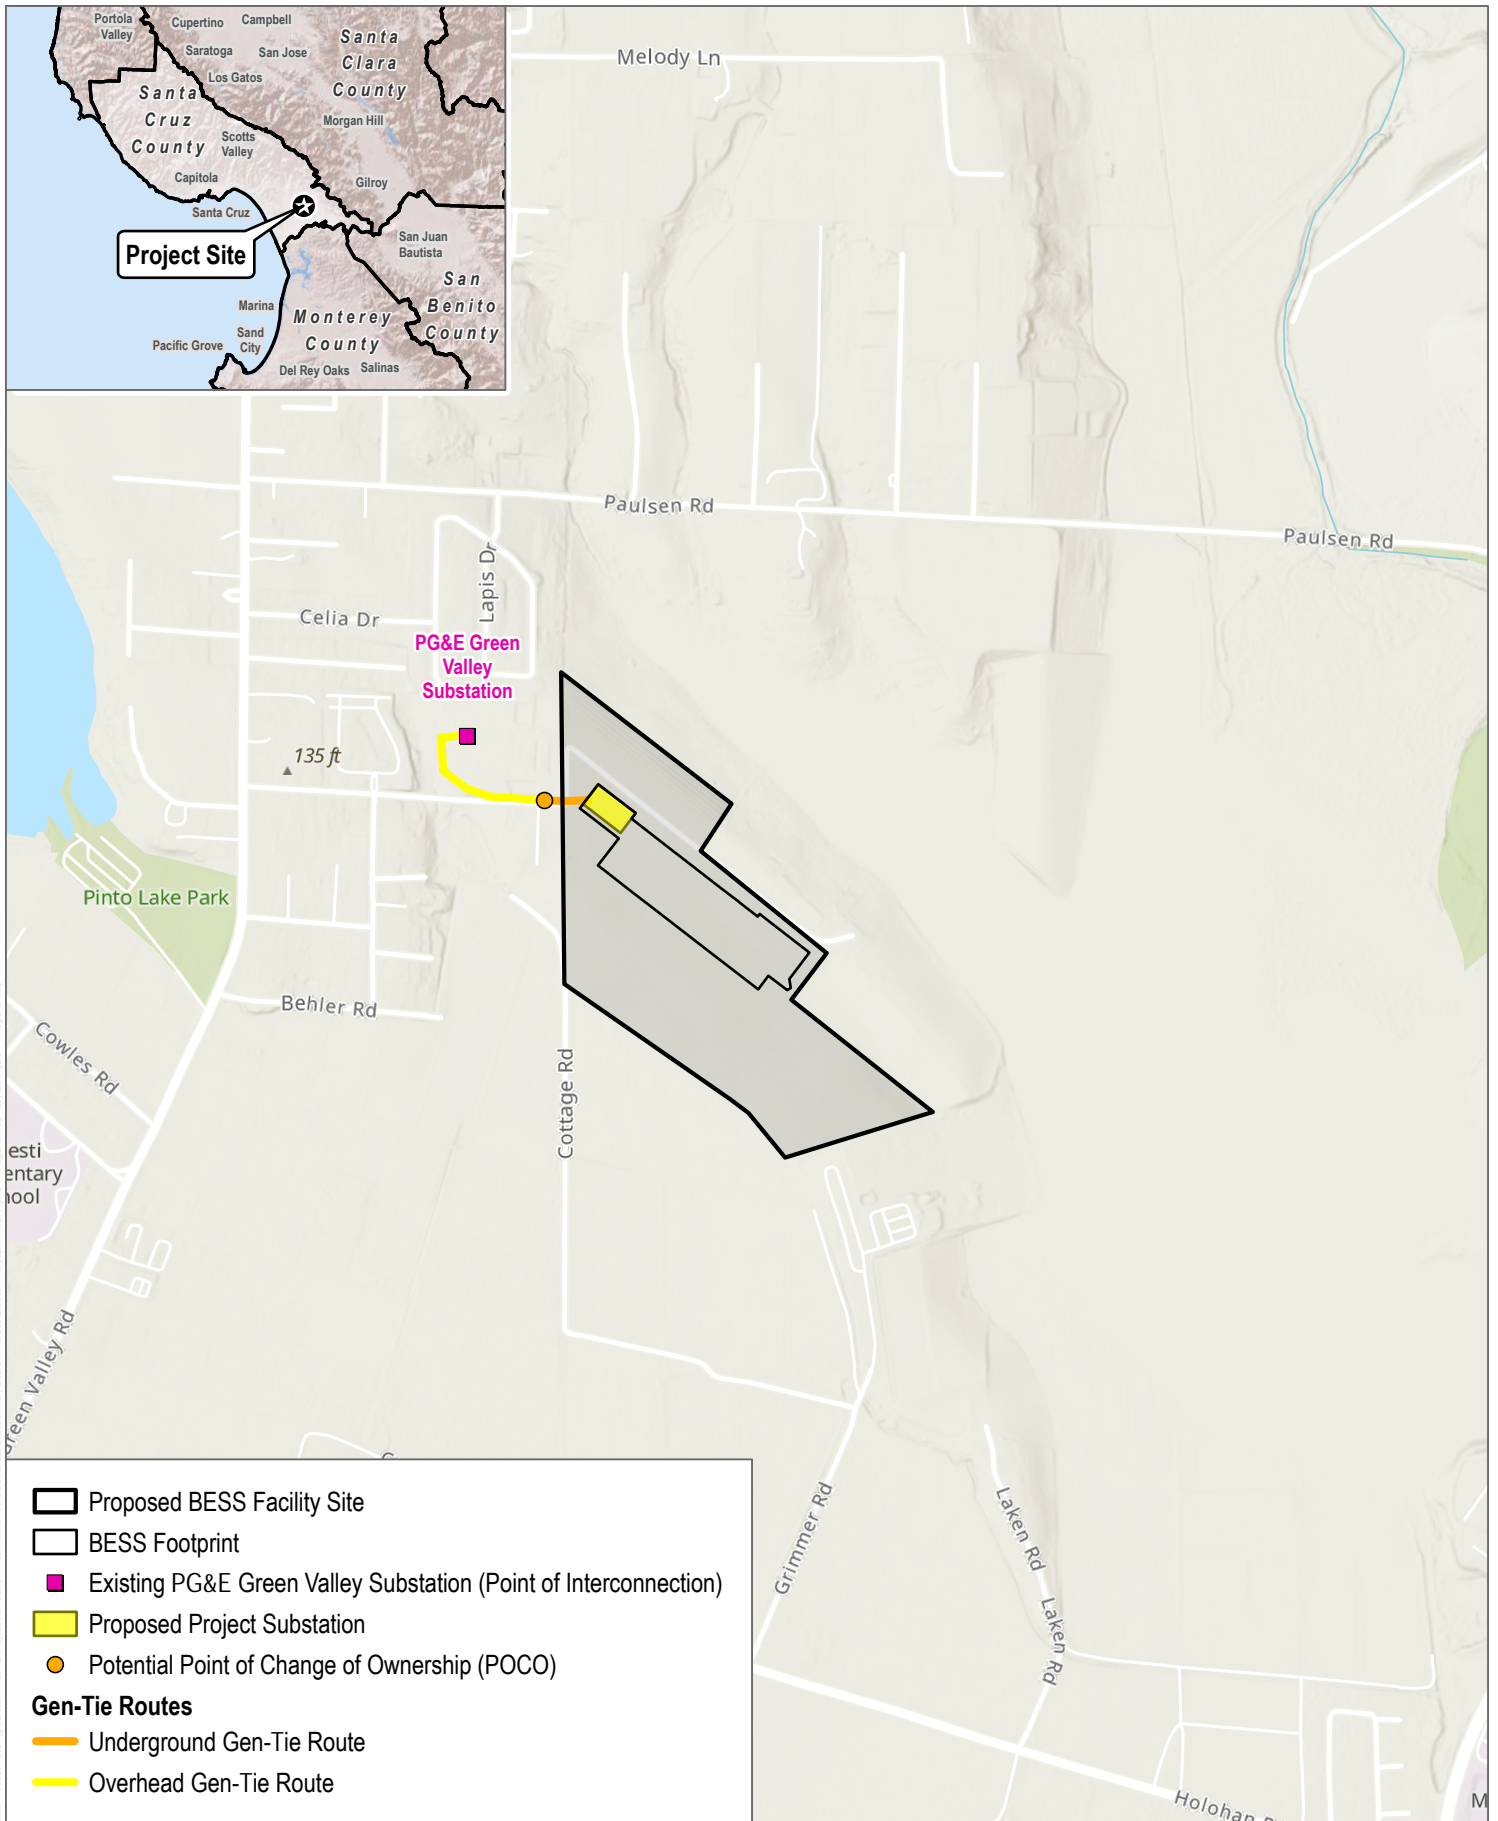 Portola
Valley
Cupertino
Campbell
Saratoga
San Jose
Santa
Clara
County
Los Gatos
Santa
Cruz
County
Morgan Hill
Scotts
Valley
Capitola
Gilroy
Santa Cruz
Project Site
San Juan
Bautista
San
Benito
County
Marina
Monterey
County
Sand
City
Pacific Grove
Del Rey Oaks
Salinas
Melody Ln
Paulsen Rd
Paulsen Rd
Lapis Dr
Celia Dr
PG&E Green
Valley
Substation
135 ft
Pinto Lake Park
Behler Rd
Cowles Rd
Cottage Rd
esti
entary
hool
Green Valley Rd
Grimmer Rd
Laken Rd
Laken Rd
Holohan
M
Proposed BESS Facility Site
BESS Footprint
Existing PG&E Green Valley Substation (Point of Interconnection)
Proposed Project Substation
Potential Point of Change of Ownership (POCO)
Gen-Tie Routes
Underground Gen-Tie Route
Overhead Gen-Tie Route